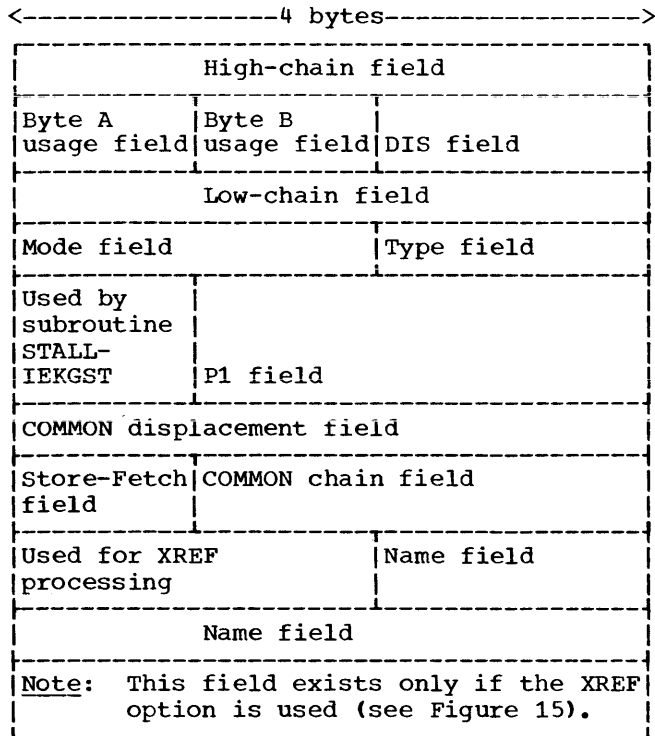 <-----------------4 bytes----------------->
High-chain field
Byte A Byte B
usage field usage field DIS field
Low-chain field
Mode field Type field
Used by
subroutine
STALL-
IEKGST P1 field
COMMON displacement field
Store-Fetch COMMON chain field
field
Used for XREF Name field
processing
Name field
Note: This field exists only if the XREF
option is used (see Figure 15).